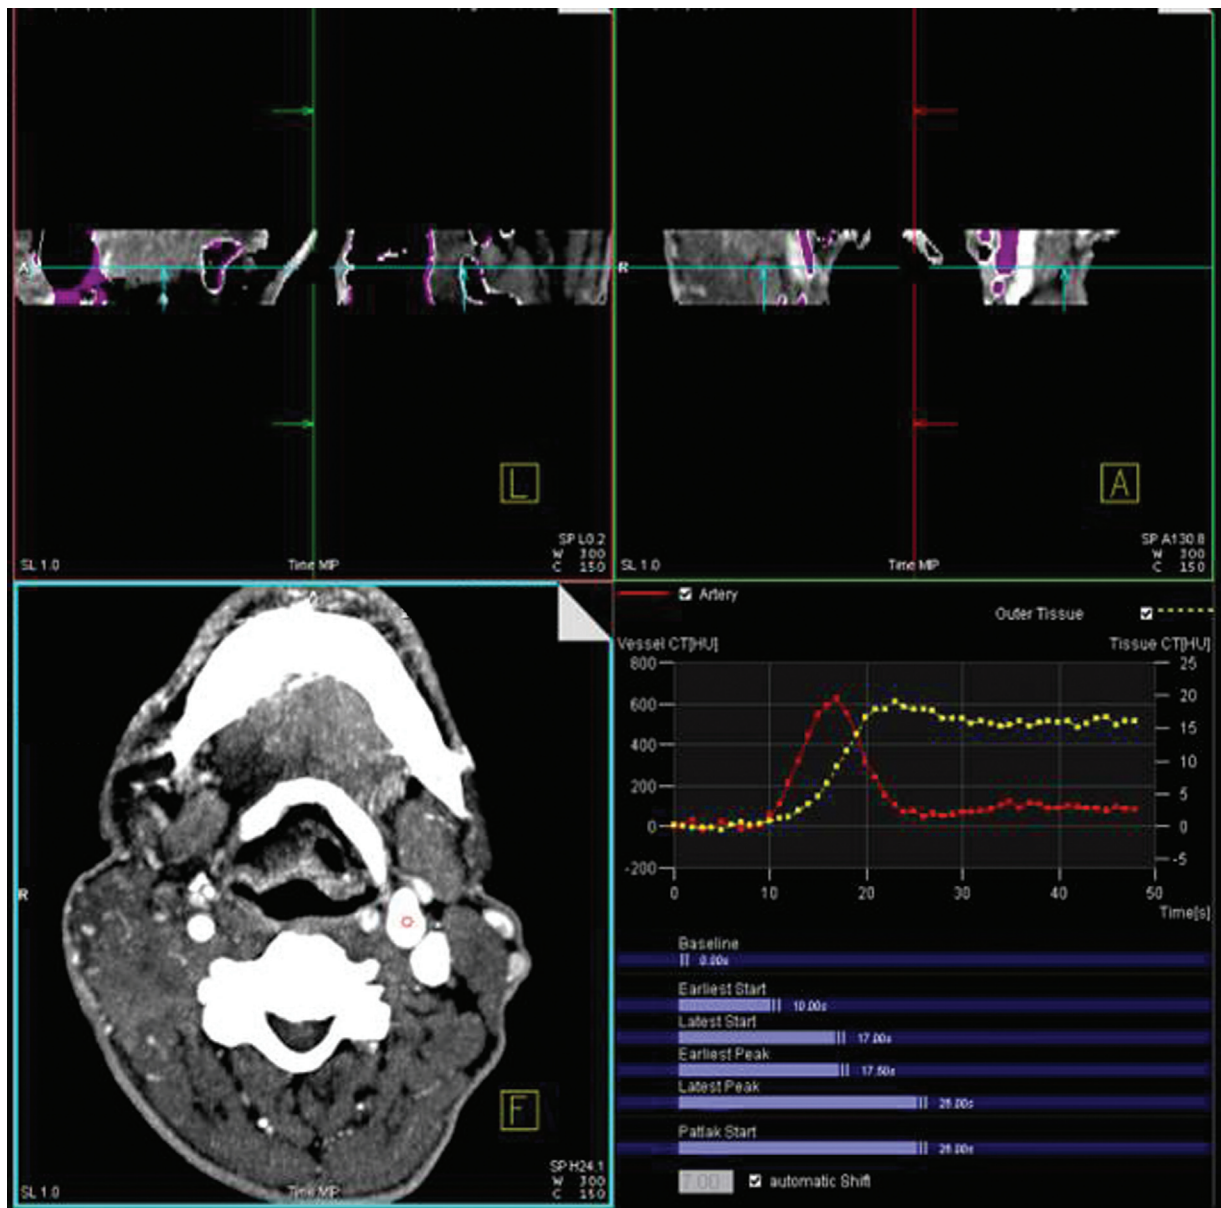 A
R
L
A
SP L0.2
W 300
C 150
SL 1.0
Time MIP
SP A130.8
W 300
C 150
SL 1.0
Time MIP
Artery
Outer Tissue
Vessel CT[HU]
Tissue CT[HU]
800
600
400
200
0
-200
25
20
15
10
5
0
-5
0
10
20
30
40
50
Time[s]
R
F
SP H24.1
W 300
C 150
SL 1.0
Time MIP
Baseline
0.00s
Earliest Start
10.00s
Latest Start
17.00s
Earliest Peak
17.50s
Latest Peak
26.00s
Patlak Start
26.00s
7.00
automatic Shift